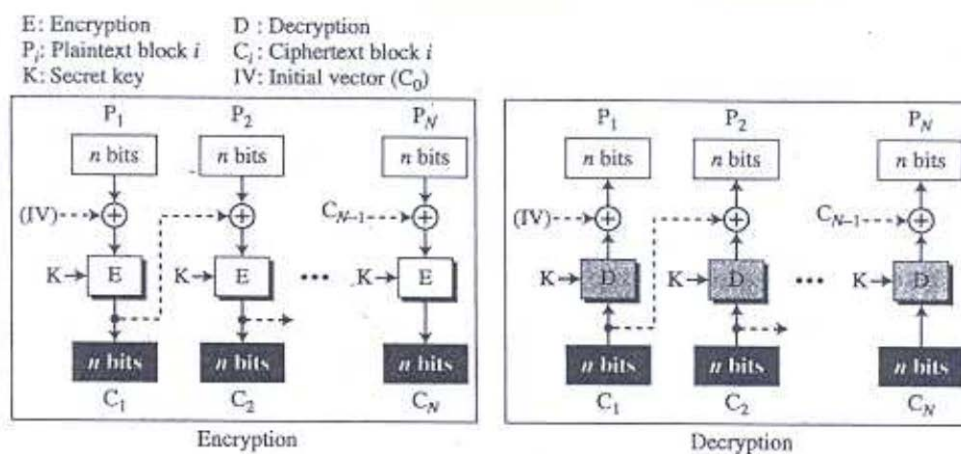 E: Encryption D: Decryption
Pi: Plaintext block i Ci: Ciphertext block i
K: Secret key IV: Initial vector (C0)
P1 P2 PN
n bits n bits n bits
(IV) CN−1
K E K E ••• K E
n bits n bits n bits
C1 C2 CN
Encryption
P1 P2 PN
n bits n bits n bits
(IV) CN−1
K D K D ••• K D
n bits n bits n bits
C1 C2 CN
Decryption